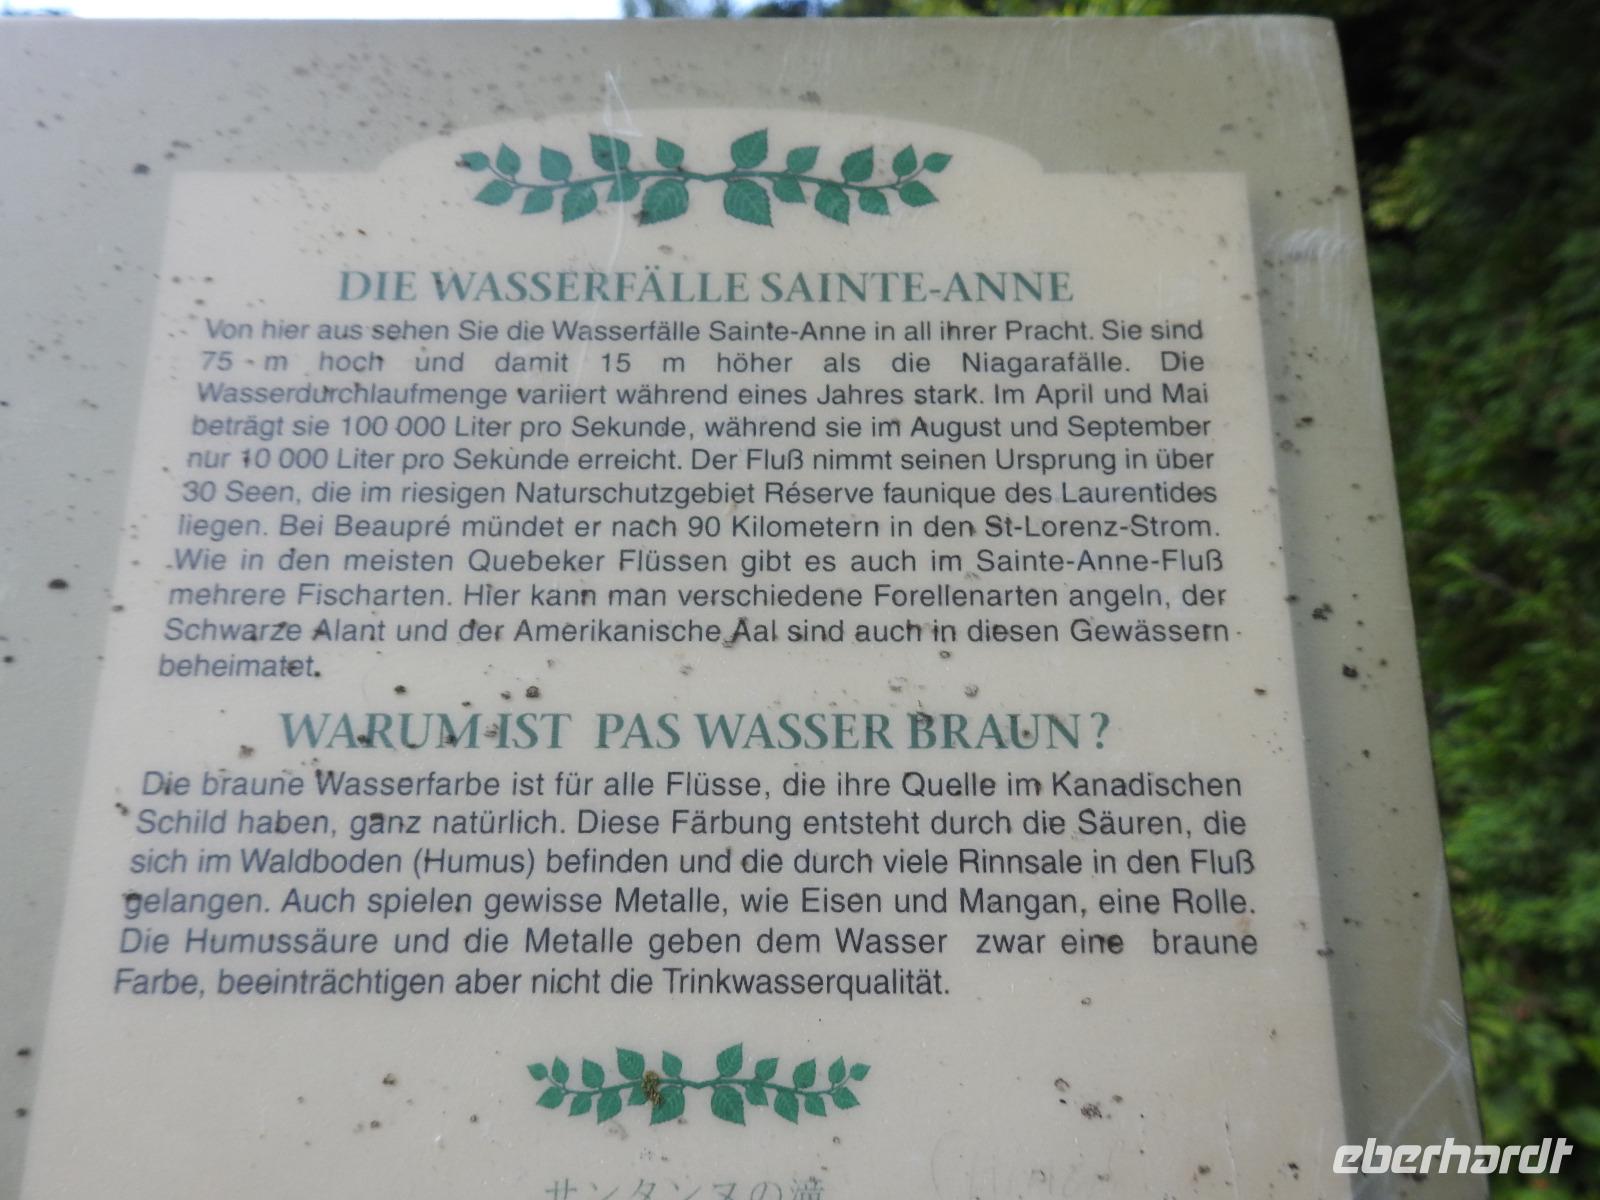 DIE WASSERFÄLLE SAINTE-ANNE
Von hier aus sehen Sie die Wasserfälle Sainte-Anne in all ihrer Pracht. Sie sind
75 m hoch und damit 15 m höher als die Niagarafälle. Die
Wasserdurchlaufmenge variiert während eines Jahres stark. Im April und Mai
beträgt sie 100 000 Liter pro Sekunde, während sie im August und September
nur 10 000 Liter pro Sekunde erreicht. Der Fluß nimmt seinen Ursprung in über
30 Seen, die im riesigen Naturschutzgebiet Réserve faunique des Laurentides
liegen. Bei Beaupré mündet er nach 90 Kilometern in den St-Lorenz-Strom.
Wie in den meisten Quebeker Flüssen gibt es auch im Sainte-Anne-Fluß
mehrere Fischarten. Hier kann man verschiedene Forellenarten angeln, der
Schwarze Alant und der Amerikanische Aal sind auch in diesen Gewässern
beheimatet.
WARUM IST PAS WASSER BRAUN?
Die braune Wasserfarbe ist für alle Flüsse, die ihre Quelle im Kanadischen
Schild haben, ganz natürlich. Diese Färbung entsteht durch die Säuren, die
sich im Waldboden (Humus) befinden und die durch viele Rinnsale in den Fluß
gelangen. Auch spielen gewisse Metalle, wie Eisen und Mangan, eine Rolle.
Die Humussäure und die Metalle geben dem Wasser zwar eine braune
Farbe, beeinträchtigen aber nicht die Trinkwasserqualität.
サンタンヌの滝
eberhardt